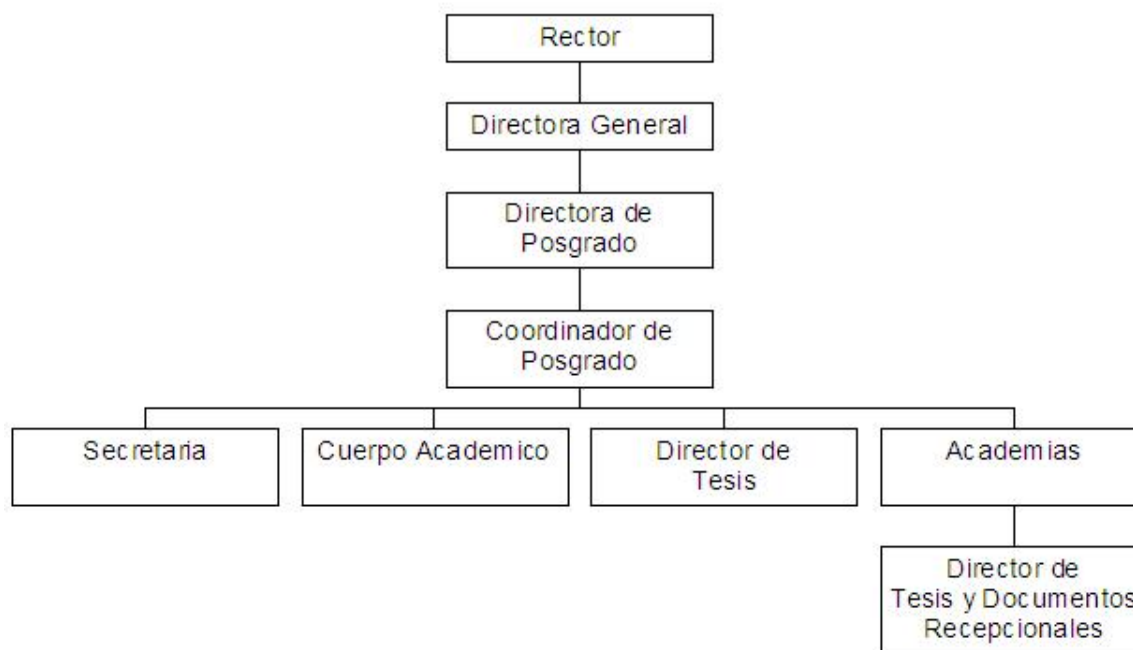 Rector
Directora General
Directora de
Posgrado
Coordinador de
Posgrado
Secretaria
Cuerpo Academico
Director de
Tesis
Academias
Director de
Tesis y Documentos
Recepcionales